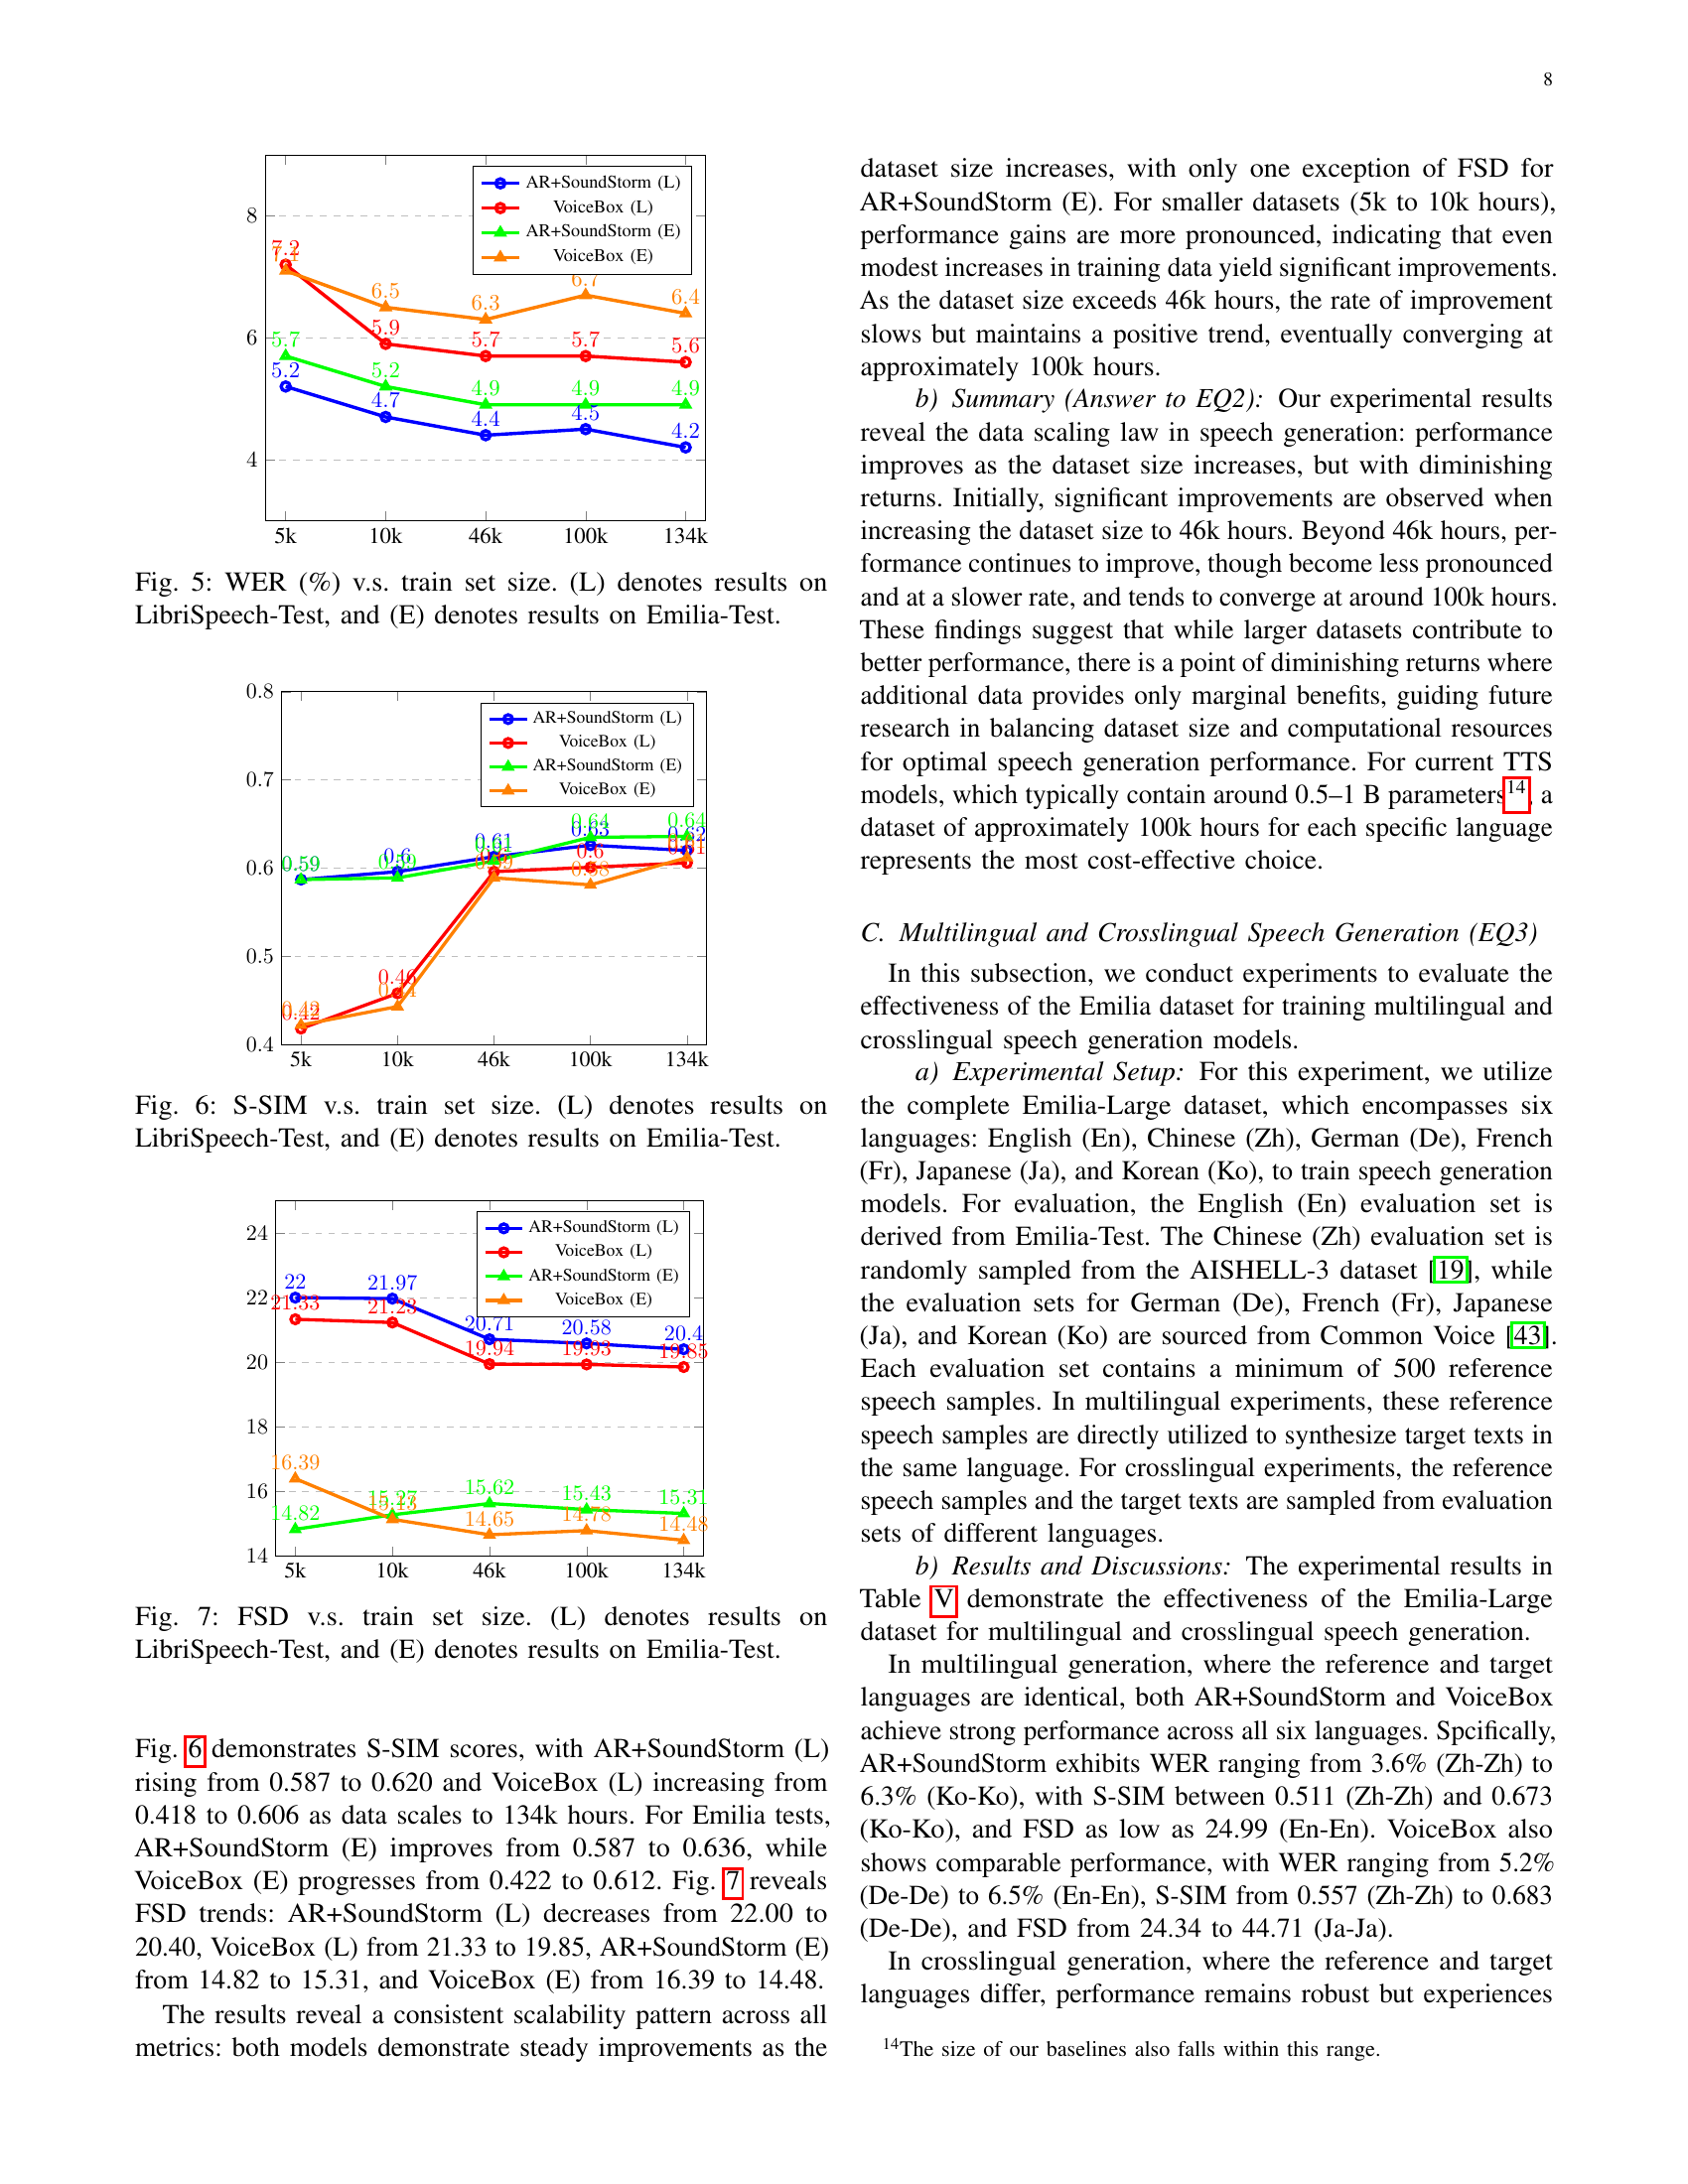 8
AR+SoundStorm (L)
VoiceBox (L)
AR+SoundStorm (E)
VoiceBox (E)
8
6
4
7.2
7.1
6.5
6.3
6.7
6.4
5.9
5.7
5.7
5.6
5.7
5.2
4.9
4.9
4.9
5.2
4.7
4.4
4.5
4.2
5k 10k 46k 100k 134k
Fig. 5: WER (%) v.s. train set size. (L) denotes results on
LibriSpeech-Test, and (E) denotes results on Emilia-Test.
AR+SoundStorm (L)
VoiceBox (L)
AR+SoundStorm (E)
VoiceBox (E)
0.8
0.7
0.6
0.5
0.4
0.59
0.6
0.61
0.63
0.62
0.59
0.64
0.64
0.42
0.46
0.6
0.61
5k 10k 46k 100k 134k
Fig. 6: S-SIM v.s. train set size. (L) denotes results on
LibriSpeech-Test, and (E) denotes results on Emilia-Test.
AR+SoundStorm (L)
VoiceBox (L)
AR+SoundStorm (E)
VoiceBox (E)
24
22
20
18
16
14
22
21.97
20.71
20.58
20.4
21.33
21.23
19.94
19.93
19.85
16.39
15.13
14.65
14.78
14.48
14.82
15.62
15.43
15.31
5k 10k 46k 100k 134k
Fig. 7: FSD v.s. train set size. (L) denotes results on
LibriSpeech-Test, and (E) denotes results on Emilia-Test.
Fig. 6 demonstrates S-SIM scores, with AR+SoundStorm (L)
rising from 0.587 to 0.620 and VoiceBox (L) increasing from
0.418 to 0.606 as data scales to 134k hours. For Emilia tests,
AR+SoundStorm (E) improves from 0.587 to 0.636, while
VoiceBox (E) progresses from 0.422 to 0.612. Fig. 7 reveals
FSD trends: AR+SoundStorm (L) decreases from 22.00 to
20.40, VoiceBox (L) from 21.33 to 19.85, AR+SoundStorm (E)
from 14.82 to 15.31, and VoiceBox (E) from 16.39 to 14.48.
The results reveal a consistent scalability pattern across all
metrics: both models demonstrate steady improvements as the
dataset size increases, with only one exception of FSD for
AR+SoundStorm (E). For smaller datasets (5k to 10k hours),
performance gains are more pronounced, indicating that even
modest increases in training data yield significant improvements.
As the dataset size exceeds 46k hours, the rate of improvement
slows but maintains a positive trend, eventually converging at
approximately 100k hours.
b) Summary (Answer to EQ2): Our experimental results
reveal the data scaling law in speech generation: performance
improves as the dataset size increases, but with diminishing
returns. Initially, significant improvements are observed when
increasing the dataset size to 46k hours. Beyond 46k hours, per-
formance continues to improve, though become less pronounced
and at a slower rate, and tends to converge at around 100k hours.
These findings suggest that while larger datasets contribute to
better performance, there is a point of diminishing returns where
additional data provides only marginal benefits, guiding future
research in balancing dataset size and computational resources
for optimal speech generation performance. For current TTS
models, which typically contain around 0.5–1 B parameters14, a
dataset of approximately 100k hours for each specific language
represents the most cost-effective choice.
C. Multilingual and Crosslingual Speech Generation (EQ3)
In this subsection, we conduct experiments to evaluate the
effectiveness of the Emilia dataset for training multilingual and
crosslingual speech generation models.
a) Experimental Setup: For this experiment, we utilize
the complete Emilia-Large dataset, which encompasses six
languages: English (En), Chinese (Zh), German (De), French
(Fr), Japanese (Ja), and Korean (Ko), to train speech generation
models. For evaluation, the English (En) evaluation set is
derived from Emilia-Test. The Chinese (Zh) evaluation set is
randomly sampled from the AISHELL-3 dataset [19], while
the evaluation sets for German (De), French (Fr), Japanese
(Ja), and Korean (Ko) are sourced from Common Voice [43].
Each evaluation set contains a minimum of 500 reference
speech samples. In multilingual experiments, these reference
speech samples are directly utilized to synthesize target texts in
the same language. For crosslingual experiments, the reference
speech samples and the target texts are sampled from evaluation
sets of different languages.
b) Results and Discussions: The experimental results in
Table V demonstrate the effectiveness of the Emilia-Large
dataset for multilingual and crosslingual speech generation.
In multilingual generation, where the reference and target
languages are identical, both AR+SoundStorm and VoiceBox
achieve strong performance across all six languages. Spcifically,
AR+SoundStorm exhibits WER ranging from 3.6% (Zh-Zh) to
6.3% (Ko-Ko), with S-SIM between 0.511 (Zh-Zh) and 0.673
(Ko-Ko), and FSD as low as 24.99 (En-En). VoiceBox also
shows comparable performance, with WER ranging from 5.2%
(De-De) to 6.5% (En-En), S-SIM from 0.557 (Zh-Zh) to 0.683
(De-De), and FSD from 24.34 to 44.71 (Ja-Ja).
In crosslingual generation, where the reference and target
languages differ, performance remains robust but experiences
14The size of our baselines also falls within this range.